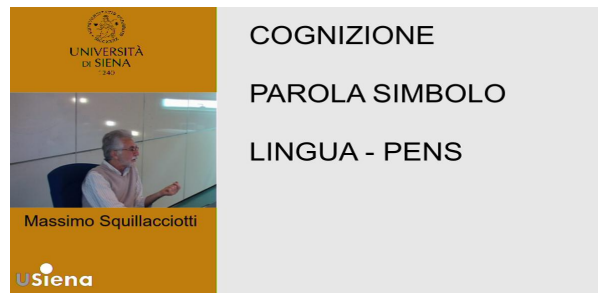 UNIVERSITÀ
DI SIENA
1240
Massimo Squillacciotti
USiena
COGNIZIONE
PAROLA SIMBOLO
LINGUA - PENS